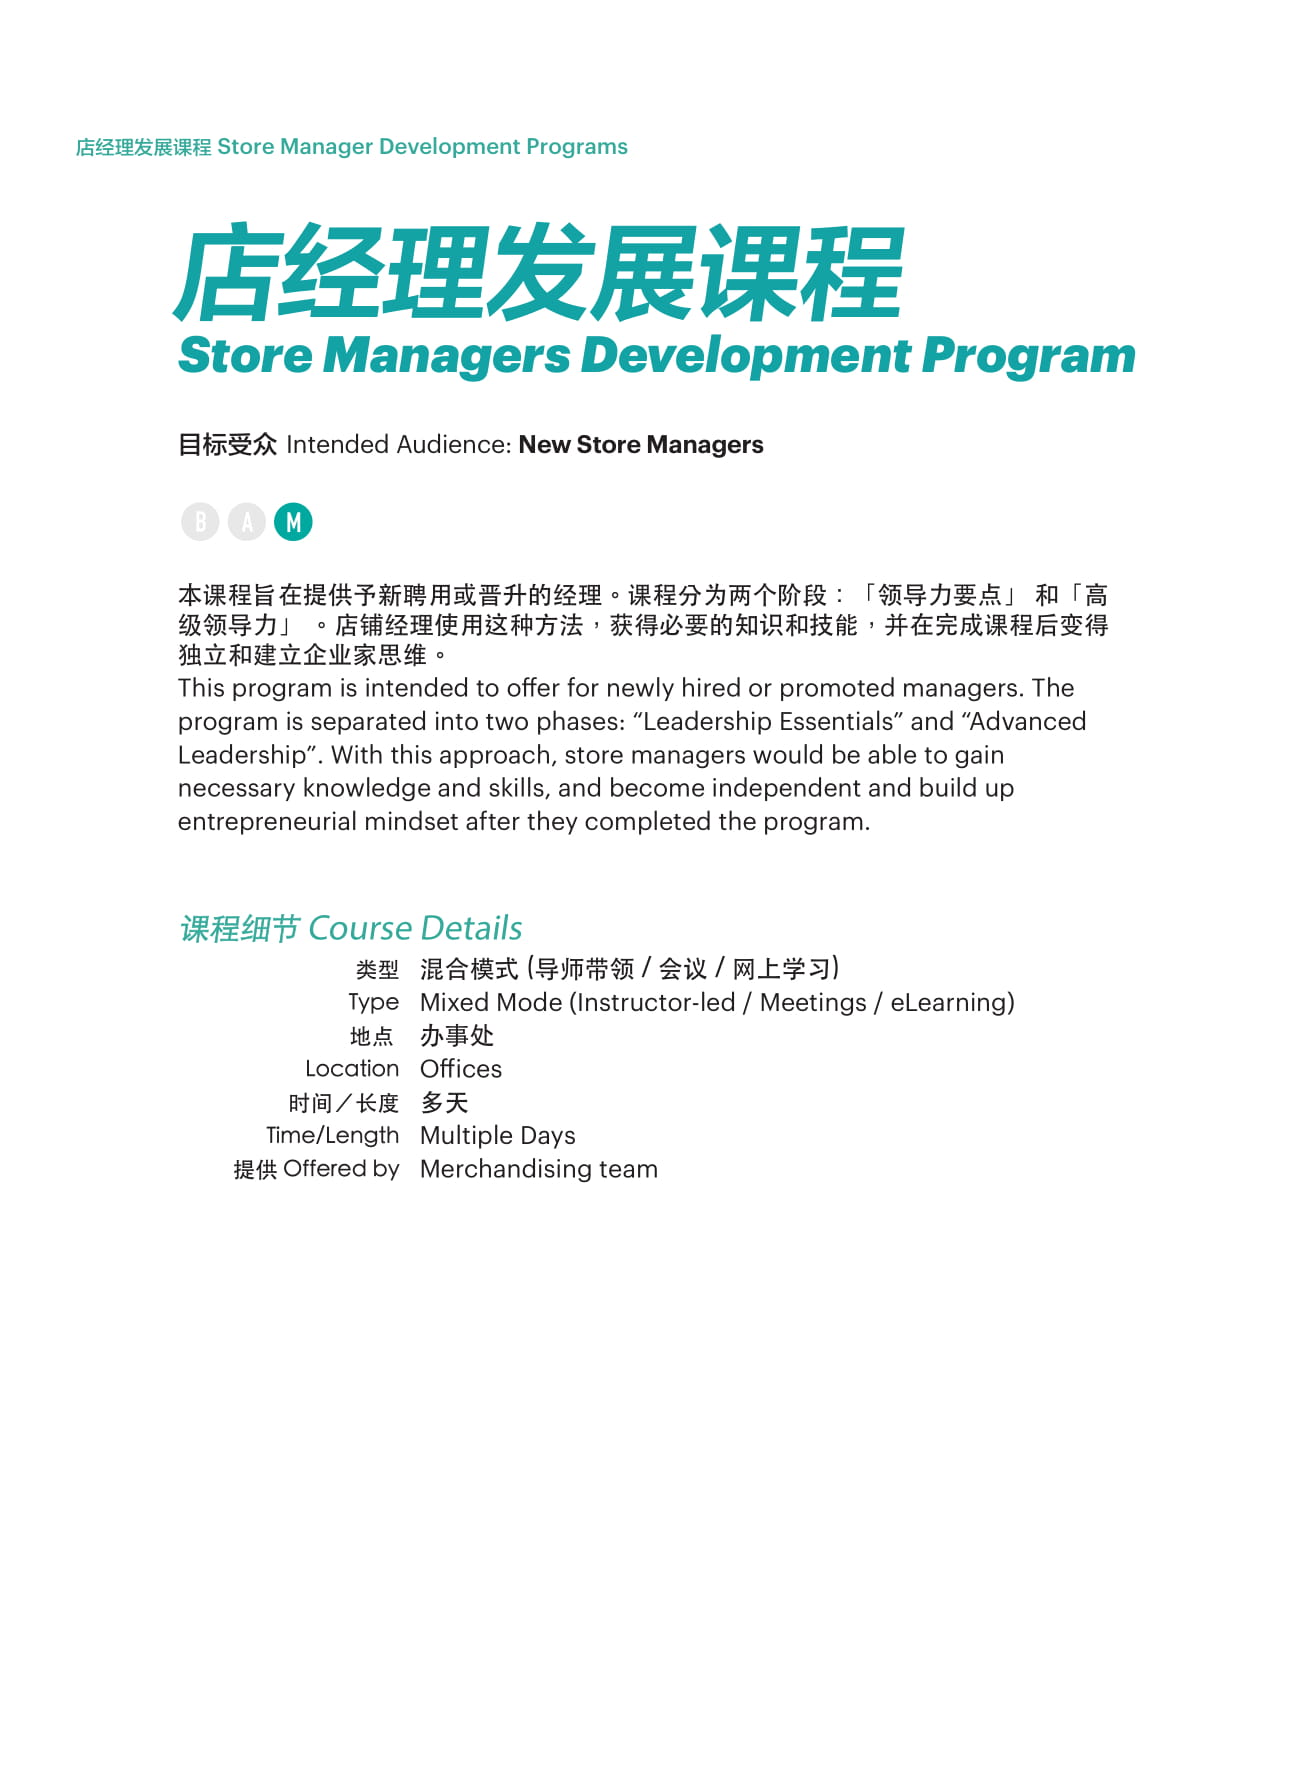 店经理发展课程 Store Manager Development Programs
店经理发展课程
Store Managers Development Program
目标受众 Intended Audience: New Store Managers
B A M
本课程旨在提供予新聘用或晋升的经理。课程分为两个阶段：「领导力要点」 和「高
级领导力」 。店铺经理使用这种方法，获得必要的知识和技能，并在完成课程后变得
独立和建立企业家思维。
This program is intended to offer for newly hired or promoted managers. The
program is separated into two phases: “Leadership Essentials” and “Advanced
Leadership”. With this approach, store managers would be able to gain
necessary knowledge and skills, and become independent and build up
entrepreneurial mindset after they completed the program.
课程细节 Course Details
类型 混合模式 (导师带领 / 会议 / 网上学习)
Type Mixed Mode (Instructor-led / Meetings / eLearning)
地点 办事处
Location Offices
时间／长度 多天
Time/Length Multiple Days
提供 Offered by Merchandising team